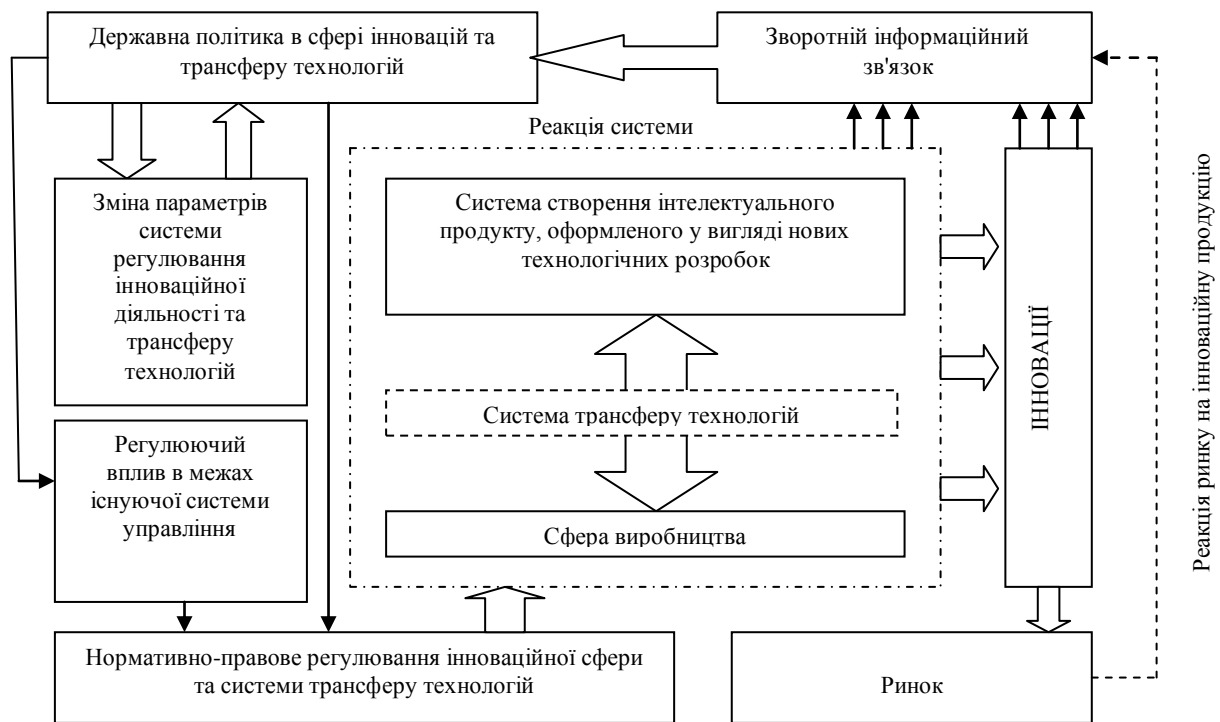 Державна політика в сфері інновацій та
трансферу технологій
Зворотній інформаційний
зв'язок
Реакція системи
Зміна параметрів
системи
регулювання
інноваційної
діяльності та
трансферу
технологій
Система створення інтелектуального
продукту, оформленого у вигляді нових
технологічних розробок
Система трансферу технологій
Сфера виробництва
Регулюючий
вплив в межах
існуючої системи
управління
ІННОВАЦІЇ
Реакція ринку на інноваційну продукцію
Нормативно-правове регулювання інноваційної сфери
та системи трансферу технологій
Ринок